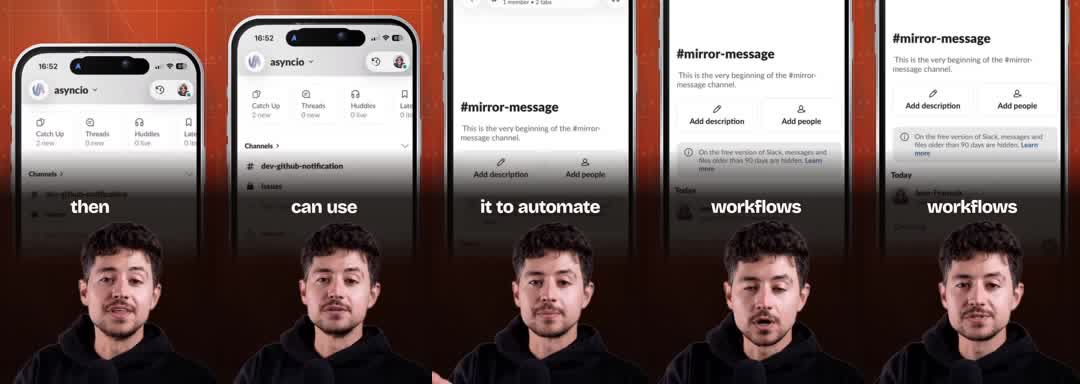 16:52
asyncio
Catch Up
2 new
Threads
0 new
Huddles
0 live
Late
Channels
dev-github-notification
then
16:52
asyncio
Catch Up
2 new
Threads
0 new
Huddles
0 live
Late
Channels
# dev-github-notification
issues
can use
1 member • 2 tabs
#mirror-message
This is the very beginning of the #mirror-
message channel.
Add description
Add people
it to automate
#mirror-message
This is the very beginning of the #mirror-
message channel.
Add description
Add people
On the free version of Slack, messages and
files older than 90 days are hidden. Learn
more
Today
workflows
#mirror-message
This is the very beginning of the #mirror-
message channel.
Add description
Add people
On the free version of Slack, messages and
files older than 90 days are hidden. Learn
more
Today
workflows